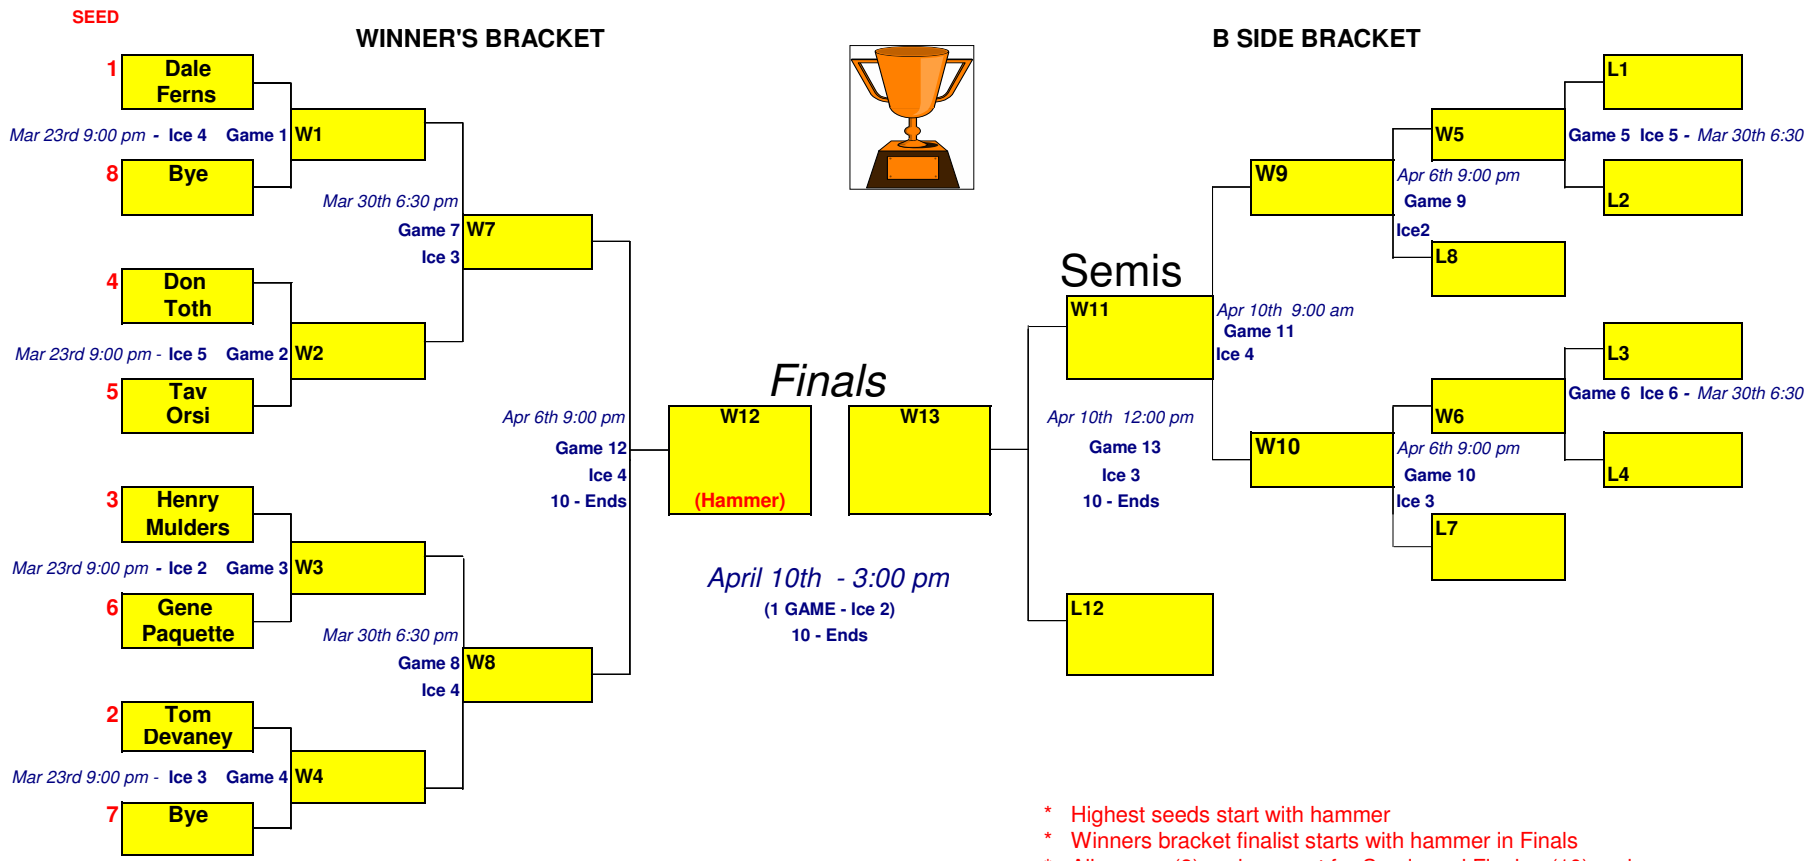 SEED
WINNER'S BRACKET
B SIDE BRACKET
1
Dale
Ferns
Mar 23rd 9:00 pm - Ice 4 Game 1
W1
8
Bye
Mar 30th 6:30 pm
Game 7
Ice 3
W7
4
Don
Toth
Mar 23rd 9:00 pm - Ice 5 Game 2
W2
5
Tav
Orsi
Apr 6th 9:00 pm
Game 12
Ice 4
10 - Ends
3
Henry
Mulders
Mar 23rd 9:00 pm - Ice 2 Game 3
W3
6
Gene
Paquette
Mar 30th 6:30 pm
Game 8
Ice 4
W8
2
Tom
Devaney
Mar 23rd 9:00 pm - Ice 3 Game 4
W4
7
Bye
Finals
W12
(Hammer)
W13
April 10th - 3:00 pm
(1 GAME - Ice 2)
10 - Ends
Semis
W11
Apr 10th 9:00 am
Game 11
Ice 4
Apr 10th 12:00 pm
Game 13
Ice 3
10 - Ends
L12
W9
Apr 6th 9:00 pm
Game 9
Ice2
L8
W5
L1
Game 5 Ice 5 - Mar 30th 6:30
L2
W10
Apr 6th 9:00 pm
Game 10
Ice 3
L7
W6
L3
Game 6 Ice 6 - Mar 30th 6:30
L4
* Highest seeds start with hammer
* Winners bracket finalist starts with hammer in Finals